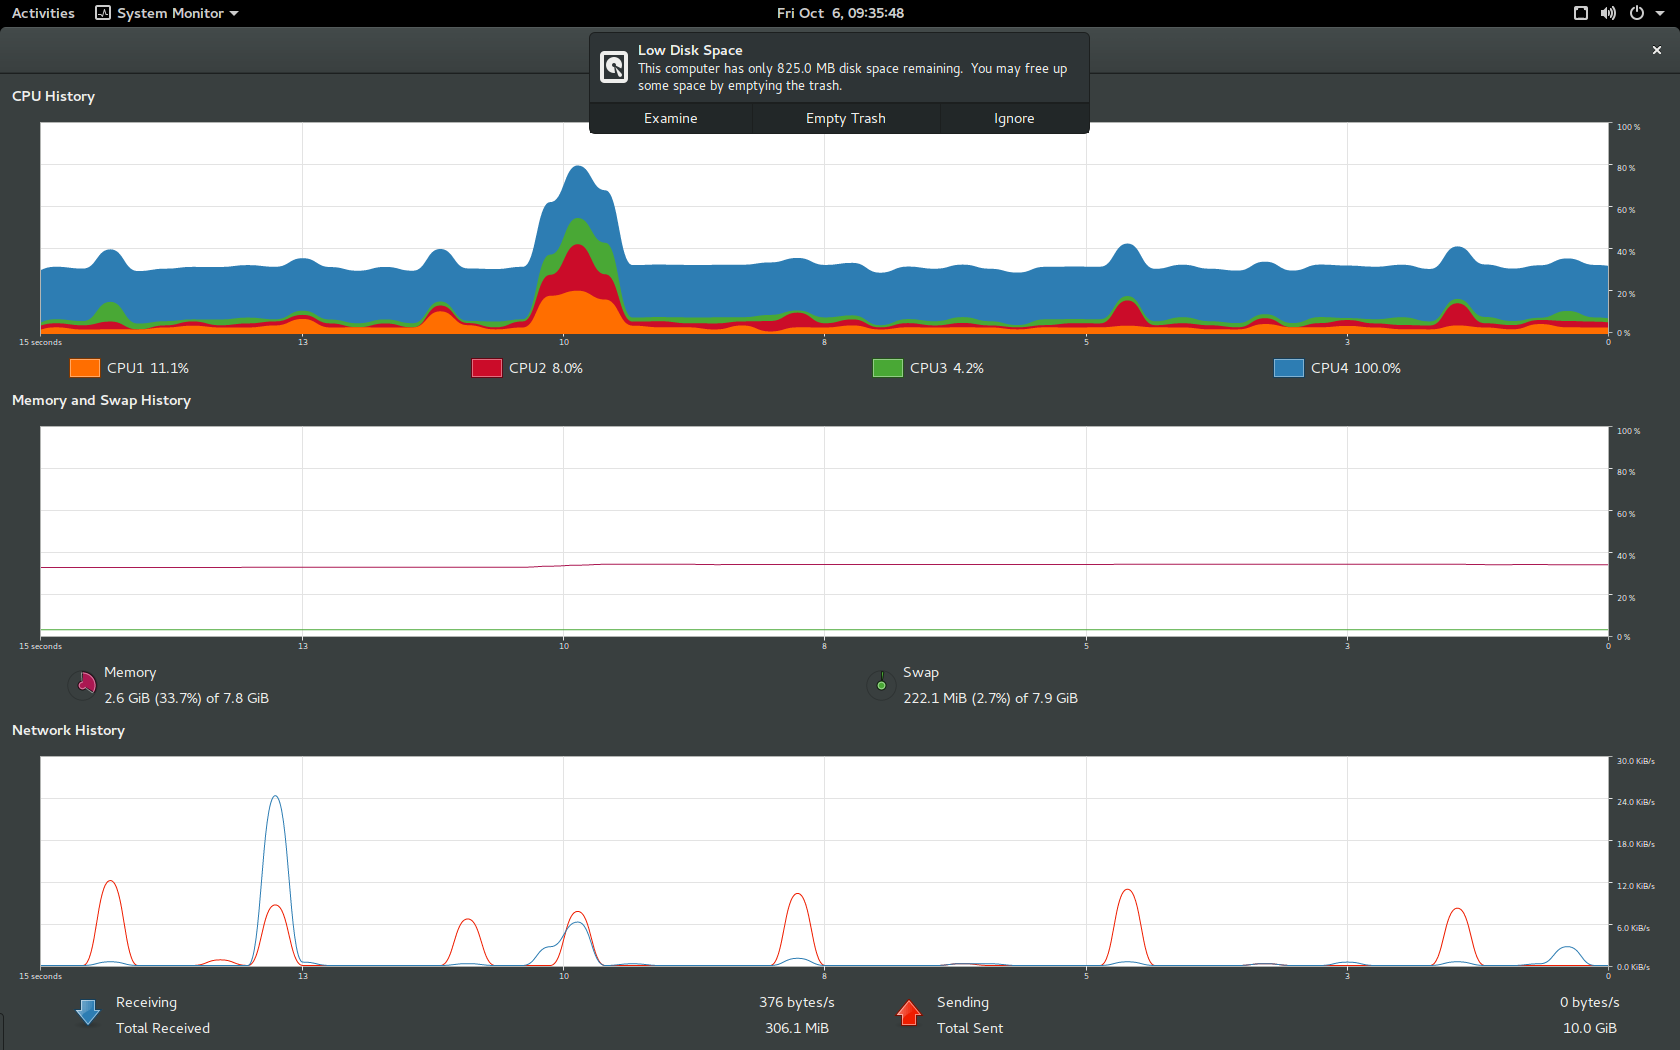 Activities System Monitor Fri Oct 6, 09:35:48
Low Disk Space
This computer has only 825.0 MB disk space remaining. You may free up
some space by emptying the trash.
Examine Empty Trash Ignore
CPU History
100 %
80 %
60 %
40 %
20 %
0 %
15 seconds 13 10 8 5 3 0
CPU1 11.1% CPU2 8.0% CPU3 4.2% CPU4 100.0%
Memory and Swap History
100 %
80 %
60 %
40 %
20 %
0 %
15 seconds 13 10 8 5 3 0
Memory Swap
2.6 GiB (33.7%) of 7.8 GiB 222.1 MiB (2.7%) of 7.9 GiB
Network History
30.0 KiB/s
24.0 KiB/s
18.0 KiB/s
12.0 KiB/s
6.0 KiB/s
0.0 KiB/s
15 seconds 13 10 8 5 3 0
Receiving 376 bytes/s Sending 0 bytes/s
Total Received 306.1 MiB Total Sent 10.0 GiB